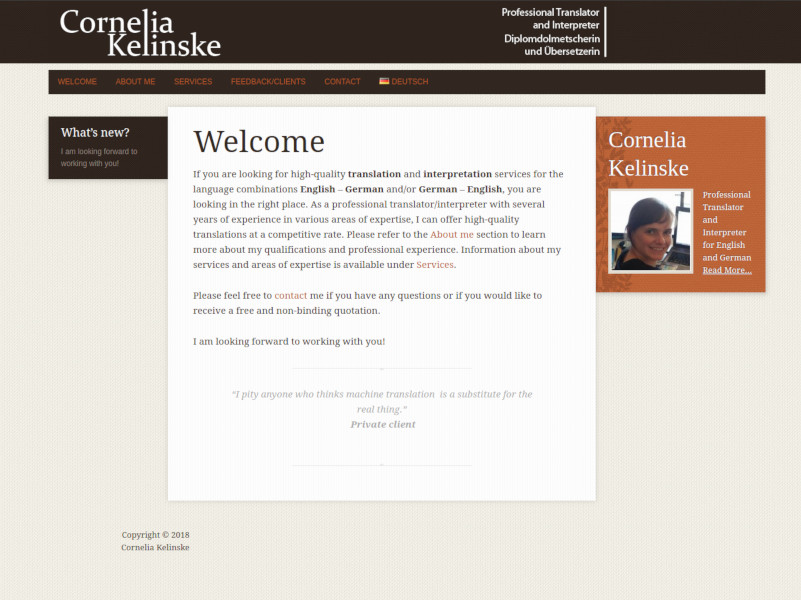 Cornelia
Kelinske
Professional Translator
and Interpreter
Diplomdolmetscherin
und Übersetzerin
WELCOME ABOUT ME SERVICES FEEDBACK/CLIENTS CONTACT DEUTSCH
What's new?
I am looking forward to
working with you!
Welcome
If you are looking for high-quality translation and interpretation services for the
language combinations English – German and/or German – English, you are
looking in the right place. As a professional translator/interpreter with several
years of experience in various areas of expertise, I can offer high-quality
translations at a competitive rate. Please refer to the About me section to learn
more about my qualifications and professional experience. Information about my
services and areas of expertise is available under Services.
Please feel free to contact me if you have any questions or if you would like to
receive a free and non-binding quotation.
I am looking forward to working with you!
“I pity anyone who thinks machine translation  is a substitute for the
real thing.”
Private client
Cornelia
Kelinske
Professional
Translator
and
Interpreter
for English
and German
Read More...
Copyright © 2018
Cornelia Kelinske